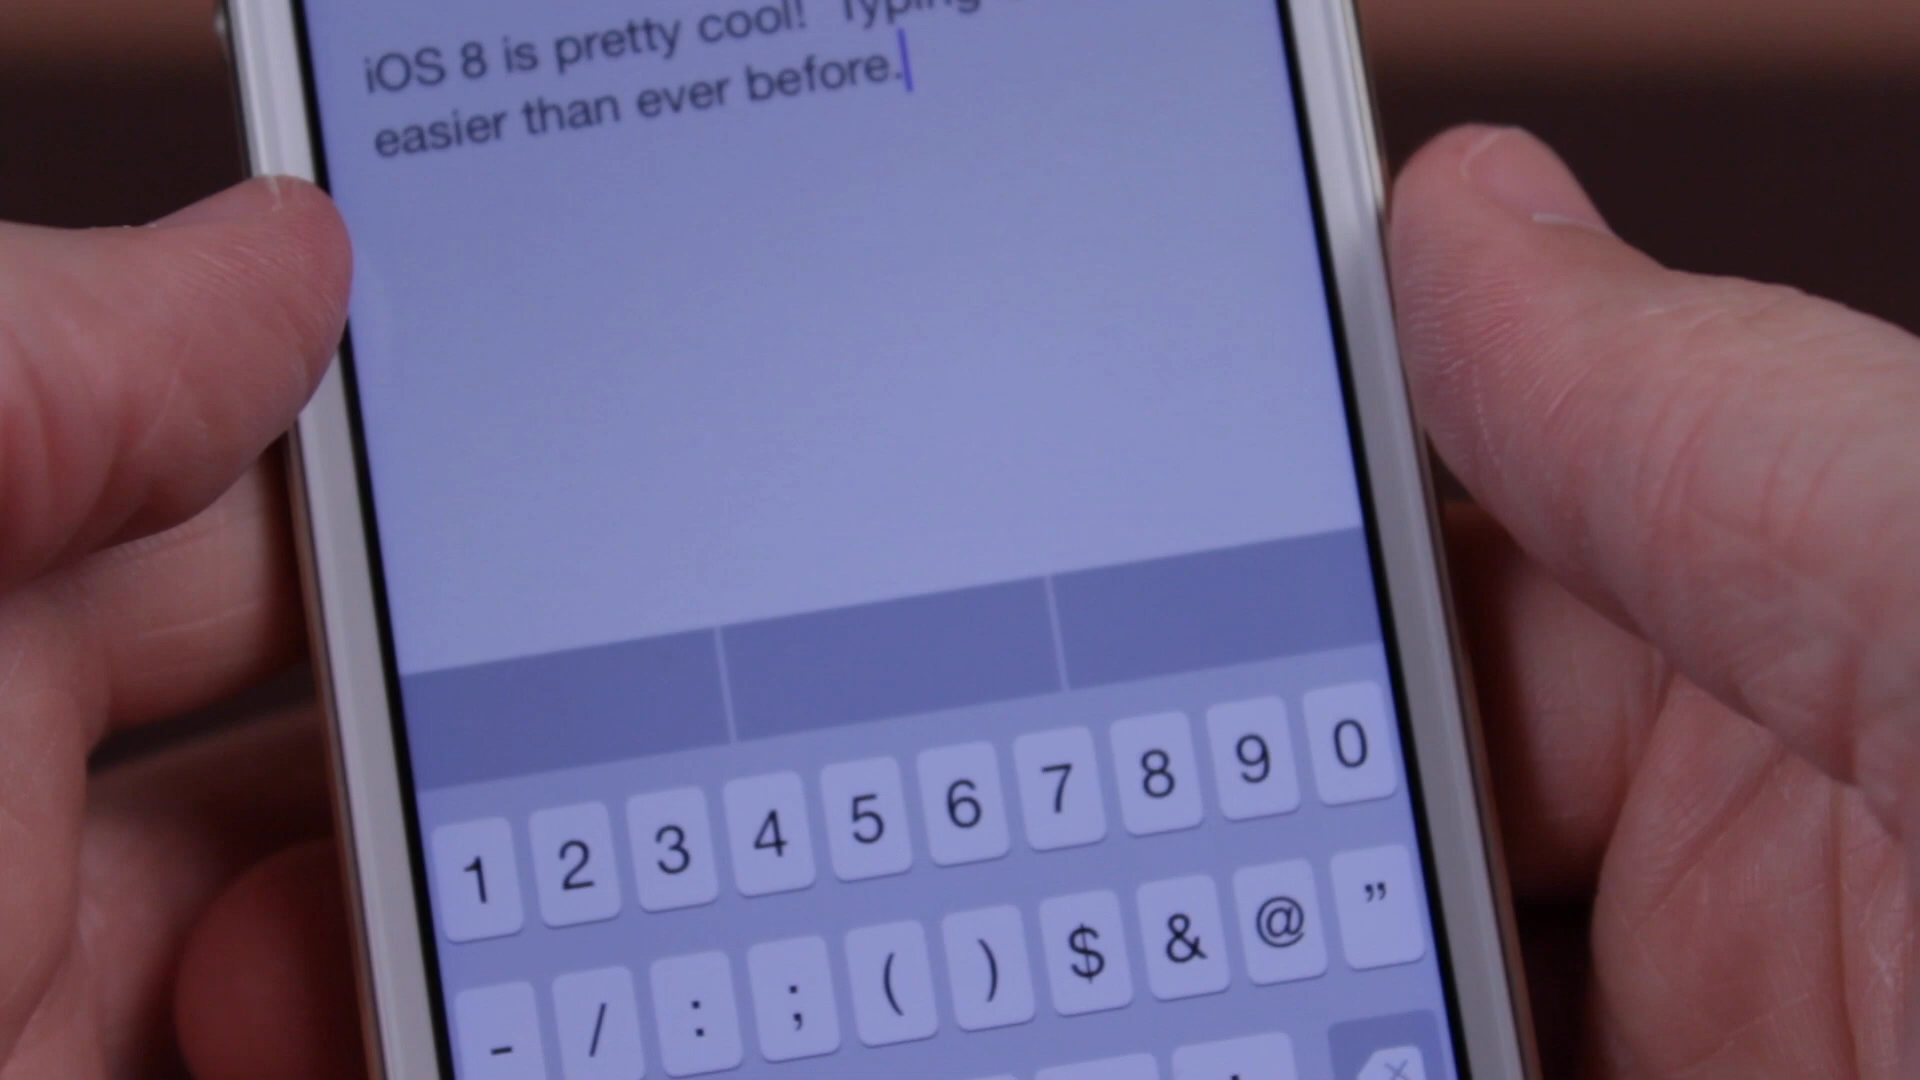 iOS 8 is pretty cool! Typing
easier than ever before.
1 2 3 4 5 6 7 8 9 0
- / : ; ( ) $ & @ ”